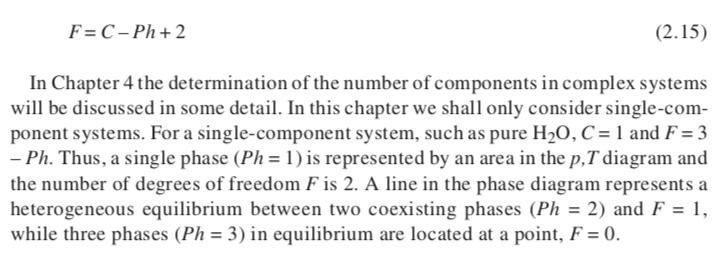 F = C – Ph + 2 (2.15)
In Chapter 4 the determination of the number of components in complex systems
will be discussed in some detail. In this chapter we shall only consider single-com-
ponent systems. For a single-component system, such as pure H₂O, C = 1 and F = 3
– Ph. Thus, a single phase (Ph = 1) is represented by an area in the p,T diagram and
the number of degrees of freedom F is 2. A line in the phase diagram represents a
heterogeneous equilibrium between two coexisting phases (Ph = 2) and F = 1,
while three phases (Ph = 3) in equilibrium are located at a point, F = 0.